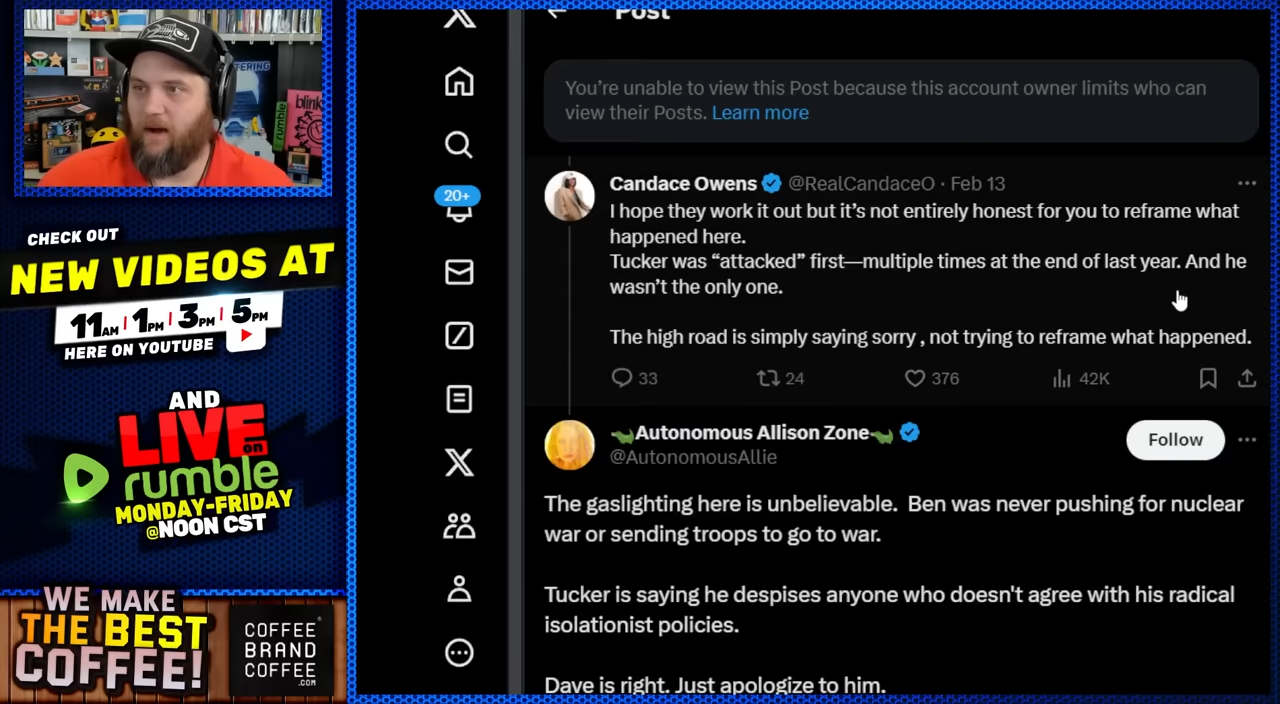 CHECK OUT
NEW VIDEOS AT
11AM | 1PM | 3PM | 5PM
HERE ON YOUTUBE
AND
LIVE on
rumble
MONDAY-FRIDAY
@NOON CST
WE MAKE
THE BEST
COFFEE!
COFFEE
BRAND
COFFEE
.COM
20+
Post
You're unable to view this Post because this account owner limits who can
view their Posts. Learn more
Candace Owens @RealCandaceO · Feb 13
I hope they work it out but it's not entirely honest for you to reframe what
happened here.
Tucker was “attacked” first—multiple times at the end of last year. And he
wasn't the only one.
The high road is simply saying sorry , not trying to reframe what happened.
33 24 376 42K
🐊Autonomous Allison Zone🐊
@AutonomousAllie
Follow
The gaslighting here is unbelievable.  Ben was never pushing for nuclear
war or sending troops to go to war.
Tucker is saying he despises anyone who doesn't agree with his radical
isolationist policies.
Dave is right. Just apologize to him.
rumble
blink